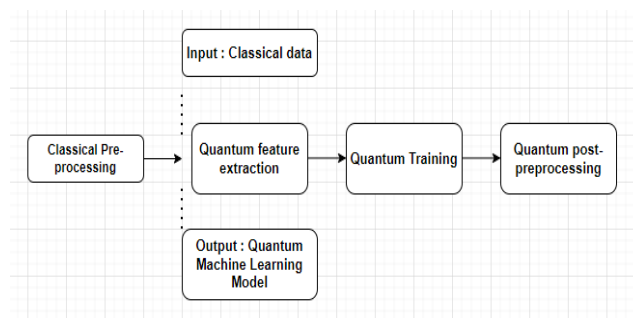 Input : Classical data
Classical Pre-
processing
Quantum feature
extraction
Quantum Training
Quantum post-
preprocessing
Output : Quantum
Machine Learning
Model